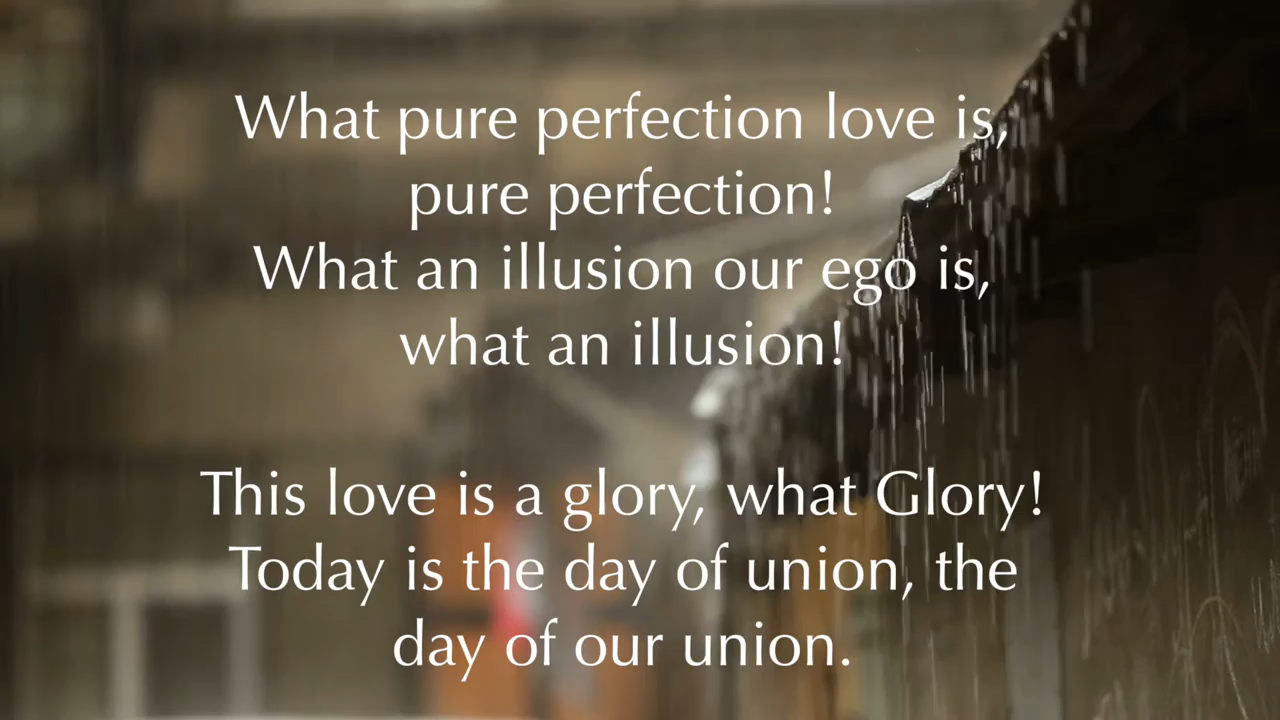 What pure perfection love is,
pure perfection!
What an illusion our ego is,
what an illusion!
This love is a glory, what Glory!
Today is the day of union, the
day of our union.